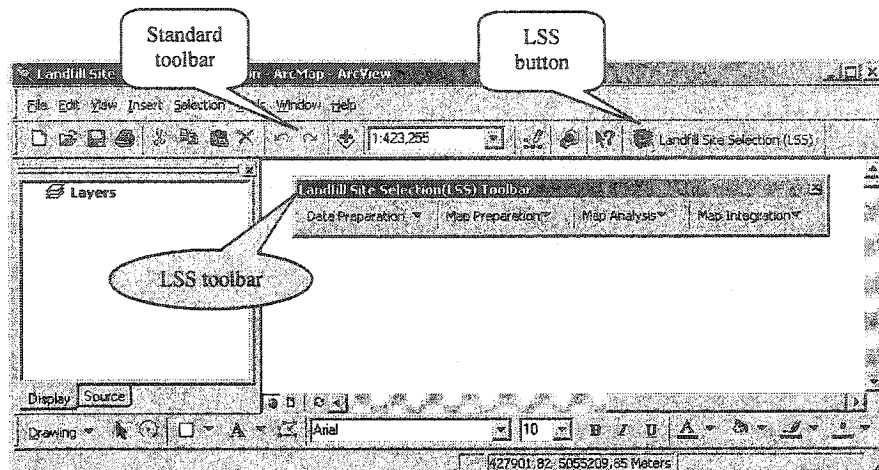 Standard
toolbar
LSS
button
Landfill Site
on - ArcMap - ArcView
File Edit View Insert Selection Window Help
1:423,255
Landfill Site Selection (LSS)
Layers
Landfill Site Selection(LSS) Toolbar
Data Preparation
Map Preparation
Map Analysis
Map Integration
LSS toolbar
Display
Source
Drawing
A
Arial
10
B I U A
427901,82 5055209,85 Meters